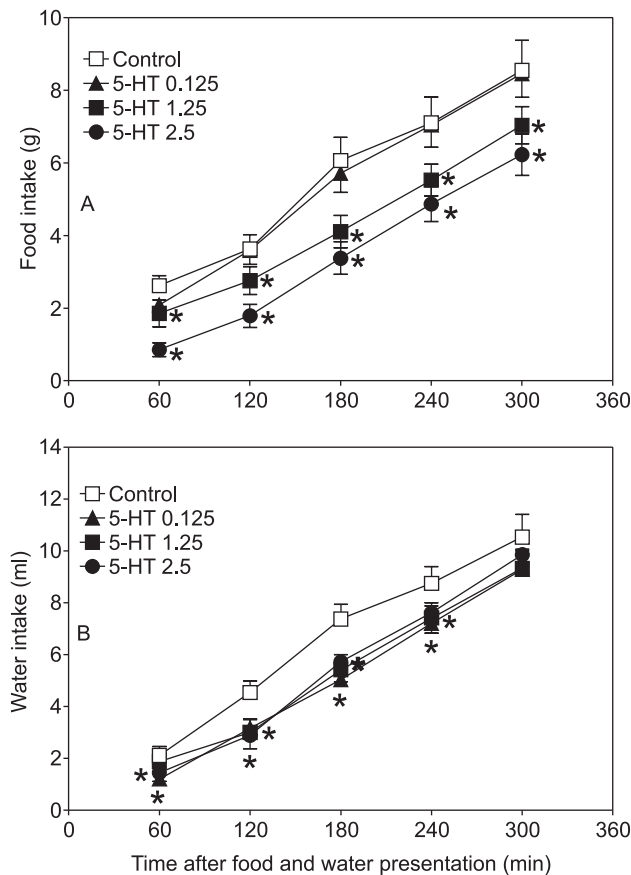 10
8
6
4
2
0
Food intake (g)
A
Control
5-HT 0.125
5-HT 1.25
5-HT 2.5
* * * * *
* * * * *
0 60 120 180 240 300 360
14
12
10
8
6
4
2
0
Water intake (ml)
B
Control
5-HT 0.125
5-HT 1.25
5-HT 2.5
* * * *
* * * *
0 60 120 180 240 300 360
Time after food and water presentation (min)